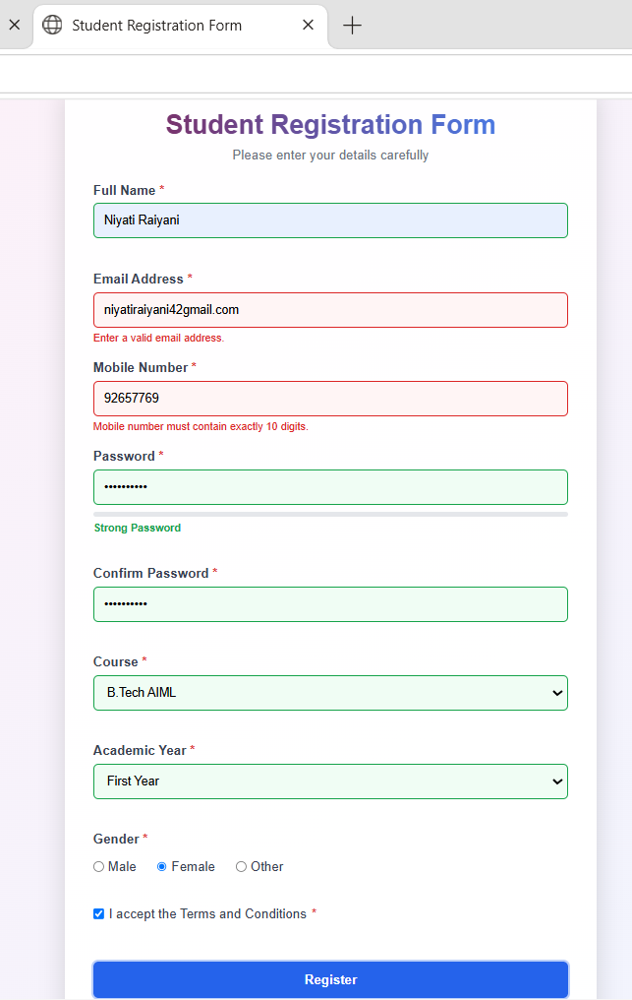 Student Registration Form
Student Registration Form
Please enter your details carefully
Full Name *
Niyati Raiyani
Email Address *
niyatiraiyani42gmail.com
Enter a valid email address.
Mobile Number *
92657769
Mobile number must contain exactly 10 digits.
Password *
••••••••••
Strong Password
Confirm Password *
••••••••••
Course *
B.Tech AIML
Academic Year *
First Year
Gender *
Male Female Other
I accept the Terms and Conditions *
Register